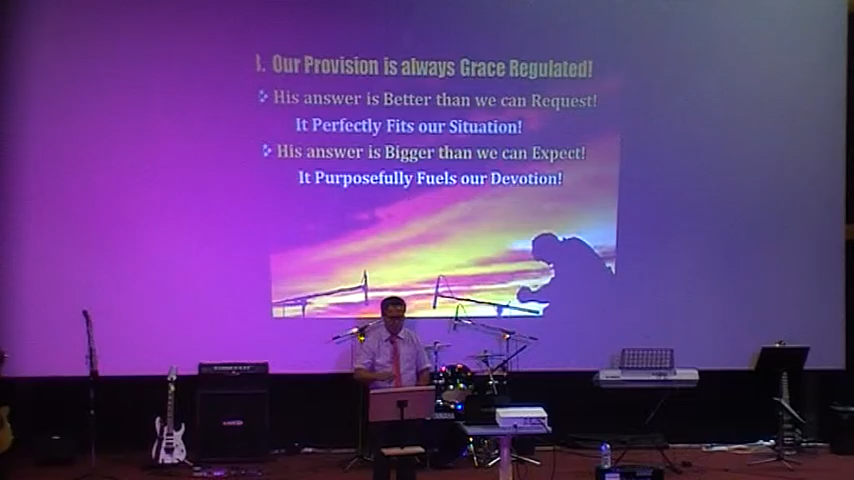 . Our Provision is always Grace Regulated!
His answer is Better than we can Request!
It Perfectly Fits our Situation!
His answer is Bigger than we can Expect!
It Purposefully Fuels our Devotion!
YAMAHA